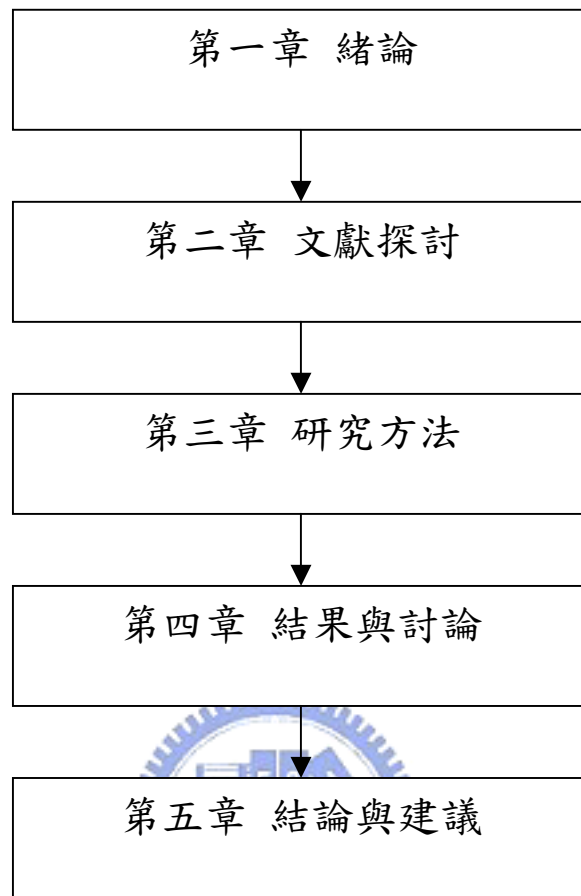 第一章 緒論
第二章 文獻探討
第三章 研究方法
第四章 結果與討論
第五章 結論與建議